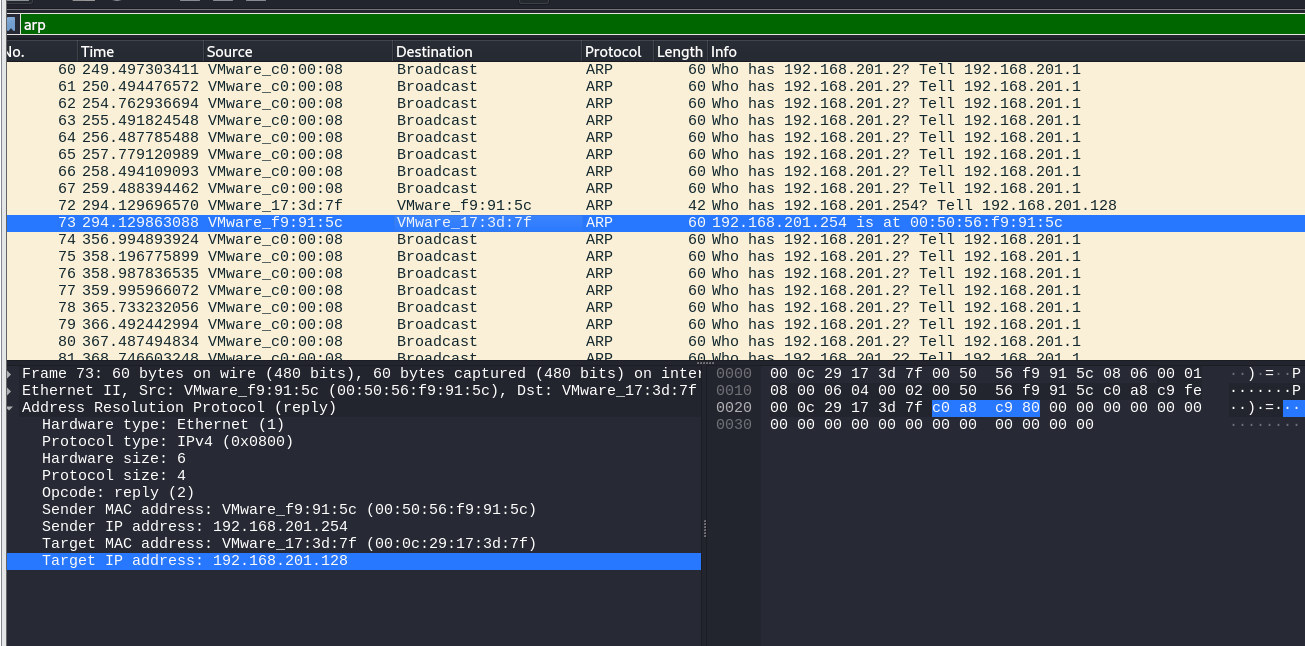 arp
No. Time Source Destination Protocol Length Info
60 249.497303411 VMware_c0:00:08 Broadcast ARP 60 Who has 192.168.201.2? Tell 192.168.201.1
61 250.494476572 VMware_c0:00:08 Broadcast ARP 60 Who has 192.168.201.2? Tell 192.168.201.1
62 254.762936694 VMware_c0:00:08 Broadcast ARP 60 Who has 192.168.201.2? Tell 192.168.201.1
63 255.491824548 VMware_c0:00:08 Broadcast ARP 60 Who has 192.168.201.2? Tell 192.168.201.1
64 256.487785488 VMware_c0:00:08 Broadcast ARP 60 Who has 192.168.201.2? Tell 192.168.201.1
65 257.779120989 VMware_c0:00:08 Broadcast ARP 60 Who has 192.168.201.2? Tell 192.168.201.1
66 258.494109093 VMware_c0:00:08 Broadcast ARP 60 Who has 192.168.201.2? Tell 192.168.201.1
67 259.488394462 VMware_c0:00:08 Broadcast ARP 60 Who has 192.168.201.2? Tell 192.168.201.1
72 294.129696570 VMware_17:3d:7f VMware_f9:91:5c ARP 42 Who has 192.168.201.254? Tell 192.168.201.128
73 294.129863088 VMware_f9:91:5c VMware_17:3d:7f ARP 60 192.168.201.254 is at 00:50:56:f9:91:5c
74 356.994893924 VMware_c0:00:08 Broadcast ARP 60 Who has 192.168.201.2? Tell 192.168.201.1
75 358.196775899 VMware_c0:00:08 Broadcast ARP 60 Who has 192.168.201.2? Tell 192.168.201.1
76 358.987836535 VMware_c0:00:08 Broadcast ARP 60 Who has 192.168.201.2? Tell 192.168.201.1
77 359.995966072 VMware_c0:00:08 Broadcast ARP 60 Who has 192.168.201.2? Tell 192.168.201.1
78 365.733232056 VMware_c0:00:08 Broadcast ARP 60 Who has 192.168.201.2? Tell 192.168.201.1
79 366.492442994 VMware_c0:00:08 Broadcast ARP 60 Who has 192.168.201.2? Tell 192.168.201.1
80 367.487494834 VMware_c0:00:08 Broadcast ARP 60 Who has 192.168.201.2? Tell 192.168.201.1
81 368.746603248 VMware_c0:00:08 Broadcast ARP 60 Who has 192.168.201.2? Tell 192.168.201.1
Frame 73: 60 bytes on wire (480 bits), 60 bytes captured (480 bits) on inter
Ethernet II, Src: VMware_f9:91:5c (00:50:56:f9:91:5c), Dst: VMware_17:3d:7f
Address Resolution Protocol (reply)
Hardware type: Ethernet (1)
Protocol type: IPv4 (0x0800)
Hardware size: 6
Protocol size: 4
Opcode: reply (2)
Sender MAC address: VMware_f9:91:5c (00:50:56:f9:91:5c)
Sender IP address: 192.168.201.254
Target MAC address: VMware_17:3d:7f (00:0c:29:17:3d:7f)
Target IP address: 192.168.201.128
0000 00 0c 29 17 3d 7f 00 50 56 f9 91 5c 08 06 00 01 ··)·=··P
0010 08 00 06 04 00 02 00 50 56 f9 91 5c c0 a8 c9 fe ·······P
0020 00 0c 29 17 3d 7f c0 a8 c9 80 00 00 00 00 00 00 ··)·=···
0030 00 00 00 00 00 00 00 00 00 00 00 00 ········